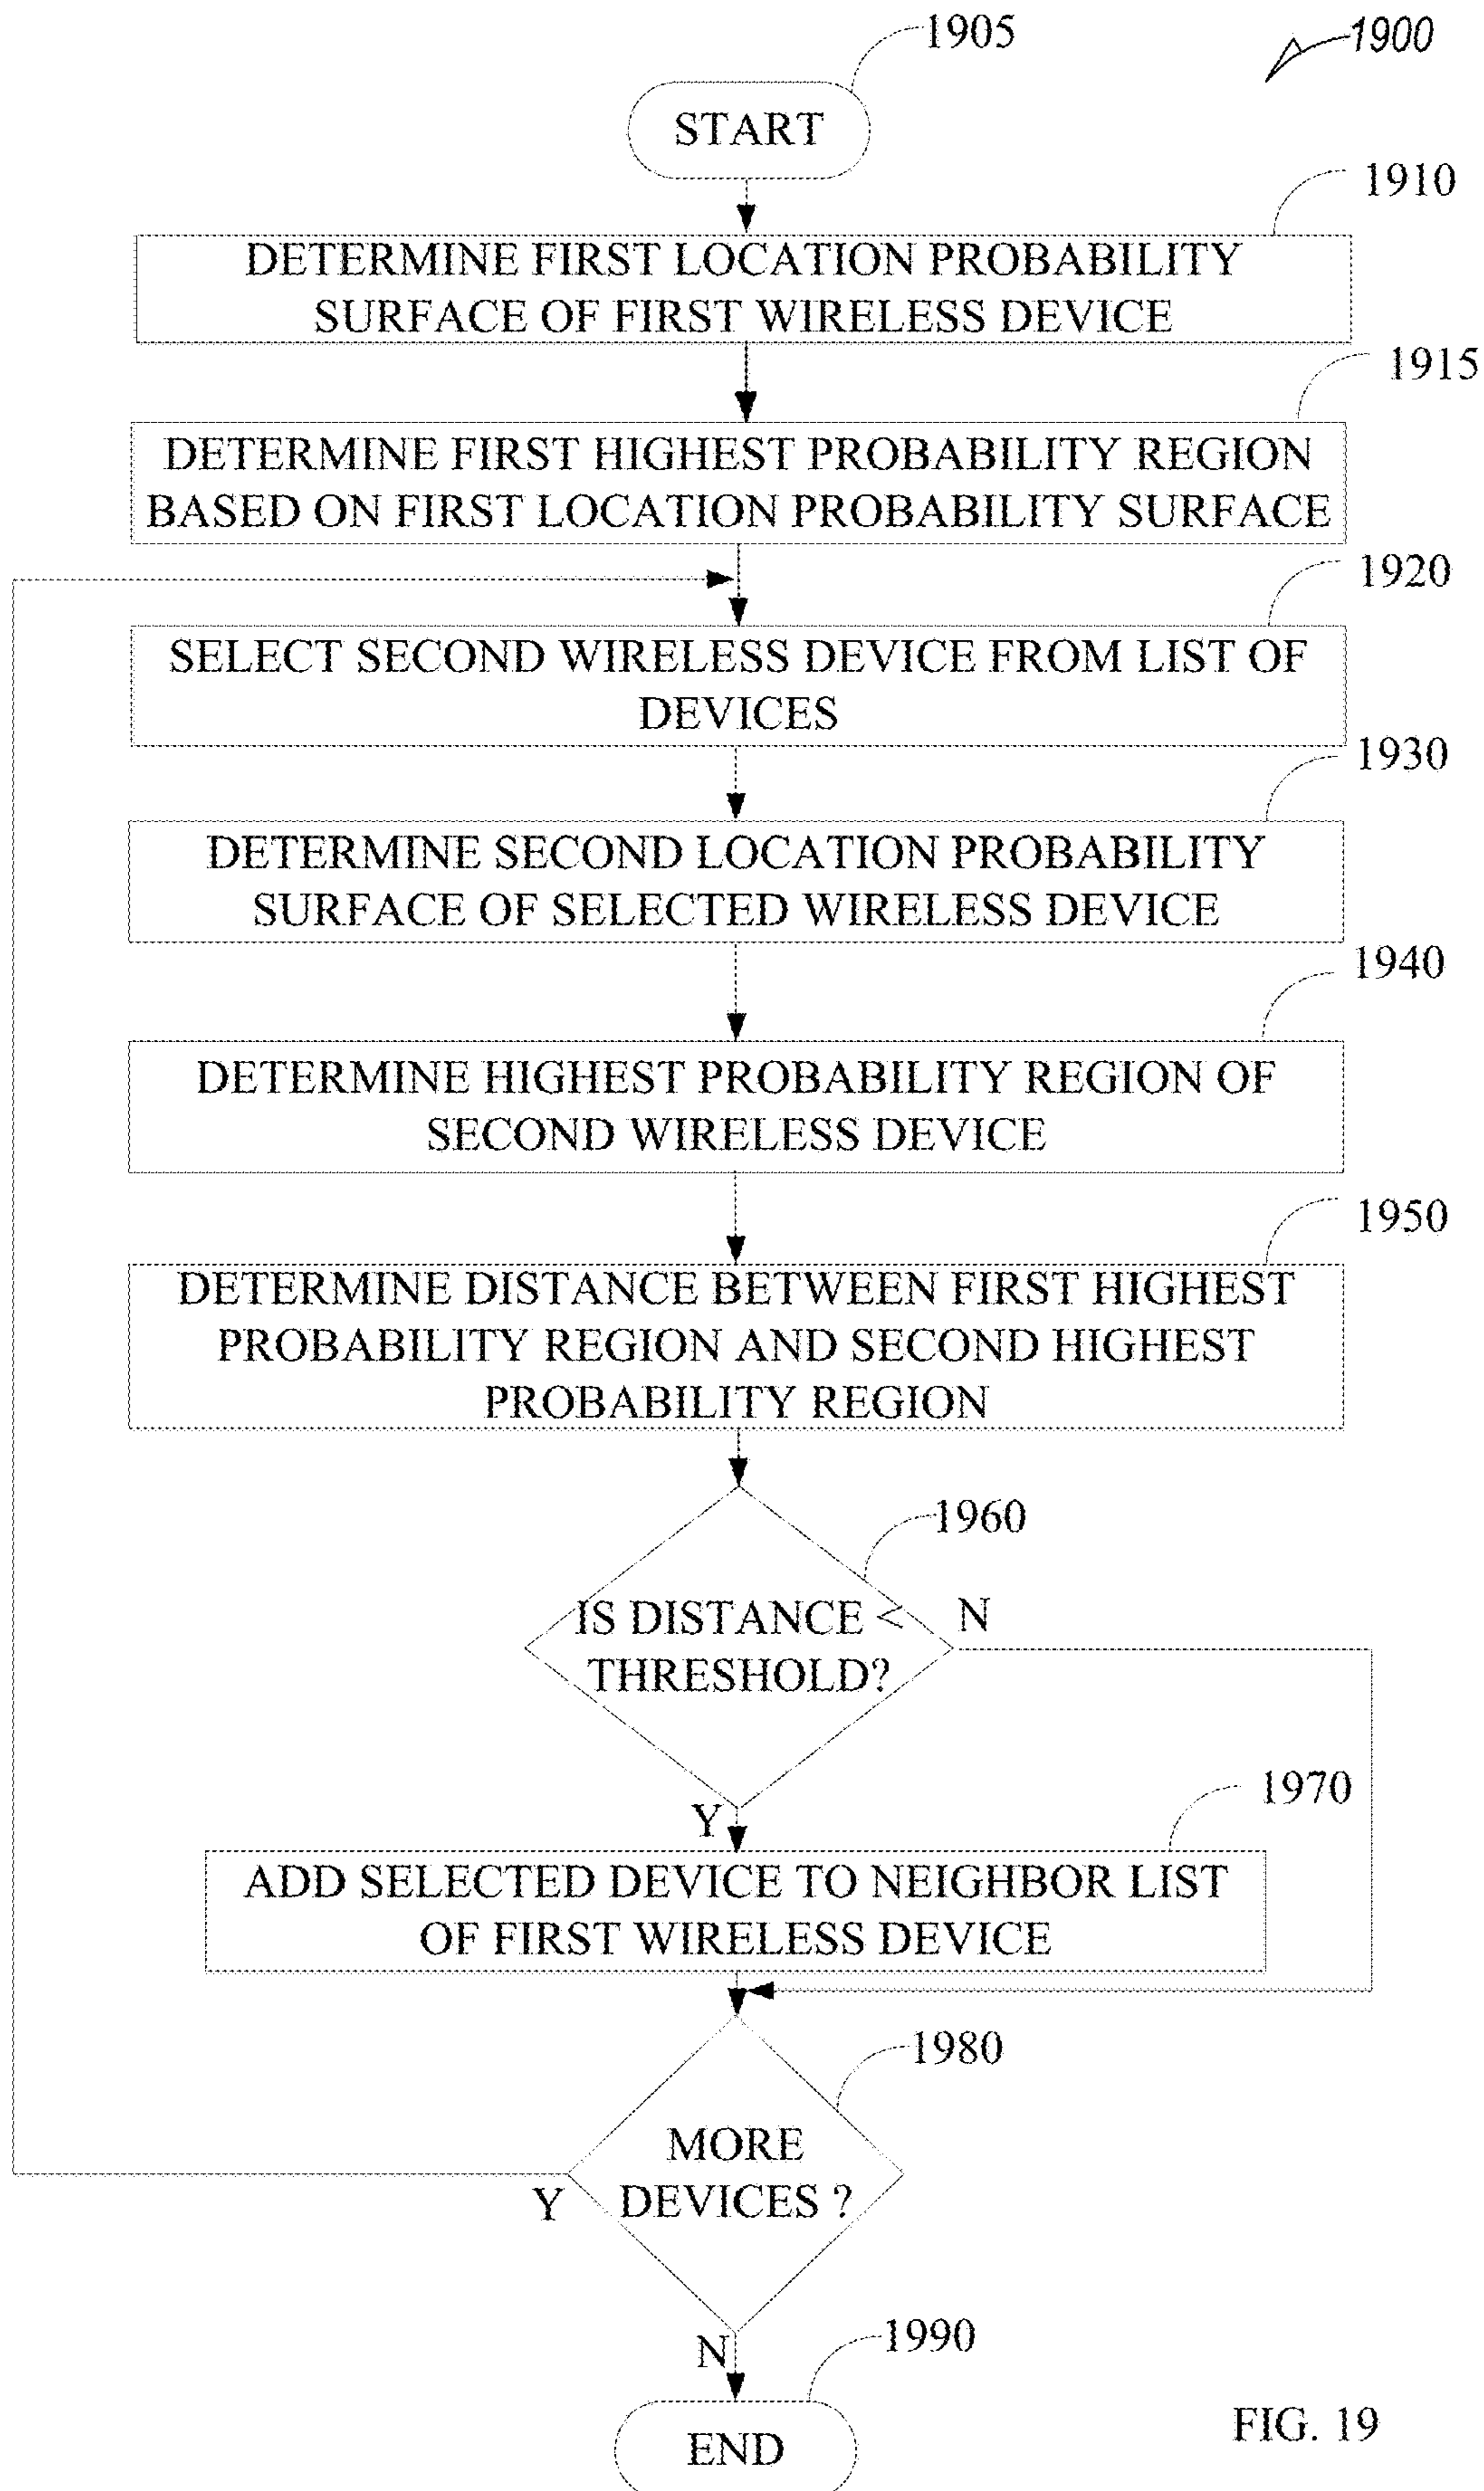 1905
1900
START
1910
DETERMINE FIRST LOCATION PROBABILITY
SURFACE OF FIRST WIRELESS DEVICE
1915
DETERMINE FIRST HIGHEST PROBABILITY REGION
BASED ON FIRST LOCATION PROBABILITY SURFACE
1920
SELECT SECOND WIRELESS DEVICE FROM LIST OF
DEVICES
1930
DETERMINE SECOND LOCATION PROBABILITY
SURFACE OF SELECTED WIRELESS DEVICE
1940
DETERMINE HIGHEST PROBABILITY REGION OF
SECOND WIRELESS DEVICE
1950
DETERMINE DISTANCE BETWEEN FIRST HIGHEST
PROBABILITY REGION AND SECOND HIGHEST
PROBABILITY REGION
1960
IS DISTANCE <
THRESHOLD?
N
Y
1970
ADD SELECTED DEVICE TO NEIGHBOR LIST
OF FIRST WIRELESS DEVICE
1980
MORE
DEVICES ?
Y
N
1990
END
FIG. 19